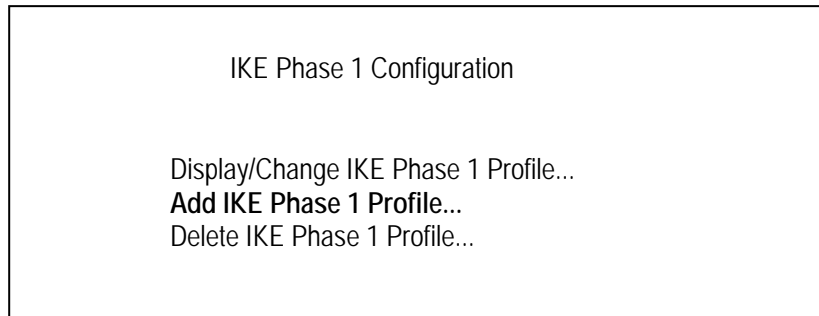 IKE Phase 1 Configuration
Display/Change IKE Phase 1 Profile...
Add IKE Phase 1 Profile...
Delete IKE Phase 1 Profile...